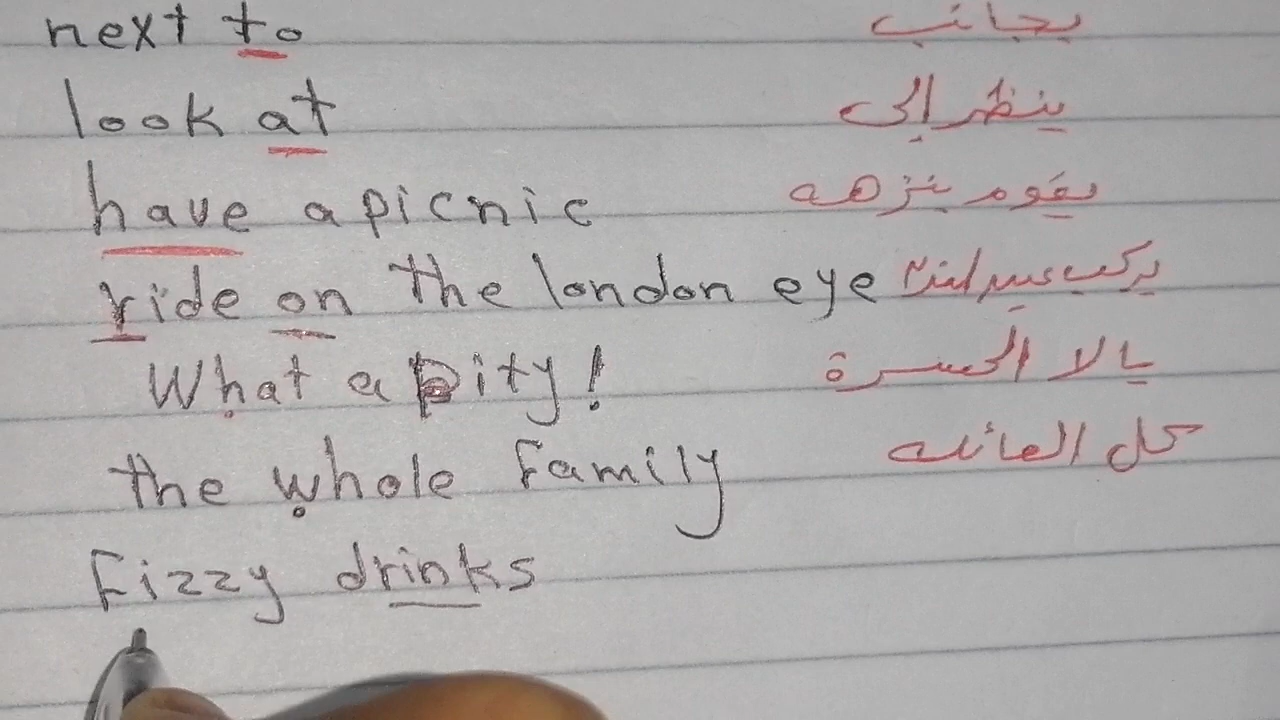 next to بجانب
look at ينظر إلى
have a picnic يقوم بنزهه
ride on the london eye يركب
What a pity! يالا الحسرة
the whole family كل العائله
Fizzy drinks